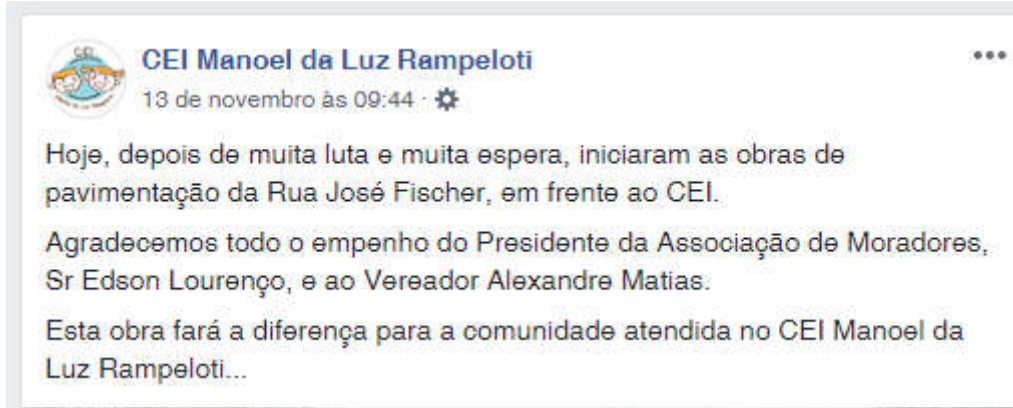 CEI Manoel da Luz Rampeloti
13 de novembro às 09:44 ·
Hoje, depois de muita luta e muita espera, iniciaram as obras de
pavimentação da Rua José Fischer, em frente ao CEI.
Agradecemos todo o empenho do Presidente da Associação de Moradores,
Sr Edson Lourenço, e ao Vereador Alexandre Matias.
Esta obra fará a diferença para a comunidade atendida no CEI Manoel da
Luz Rampeloti...